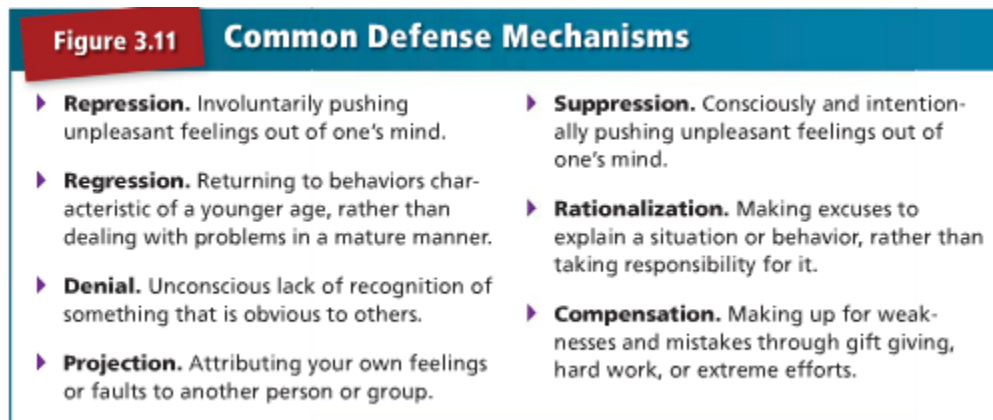 Figure 3.11 Common Defense Mechanisms
Repression. Involuntarily pushing
unpleasant feelings out of one's mind.
Regression. Returning to behaviors char-
acteristic of a younger age, rather than
dealing with problems in a mature manner.
Denial. Unconscious lack of recognition of
something that is obvious to others.
Projection. Attributing your own feelings
or faults to another person or group.
Suppression. Consciously and intention-
ally pushing unpleasant feelings out of
one's mind.
Rationalization. Making excuses to
explain a situation or behavior, rather than
taking responsibility for it.
Compensation. Making up for weak-
nesses and mistakes through gift giving,
hard work, or extreme efforts.